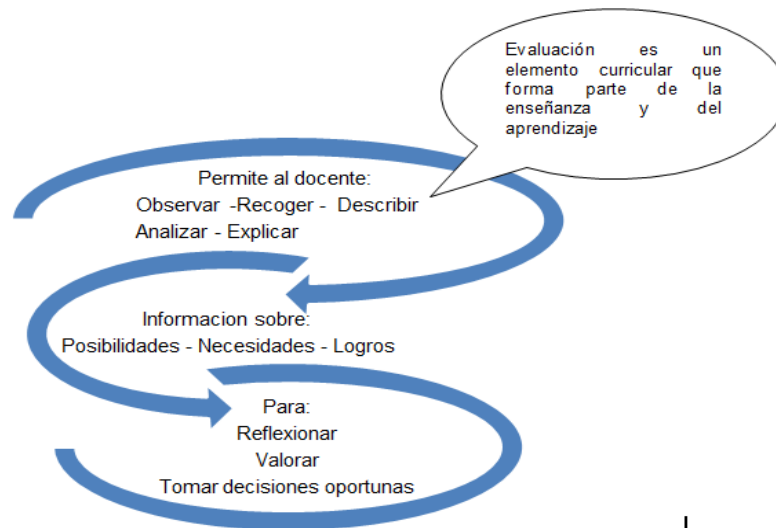 Evaluación es un
elemento curricular que
forma parte de la
enseñanza y del
aprendizaje
Permite al docente:
Observar -Recoger - Describir
Analizar - Explicar
Informacion sobre:
Posibilidades - Necesidades - Logros
Para:
Reflexionar
Valorar
Tomar decisiones oportunas